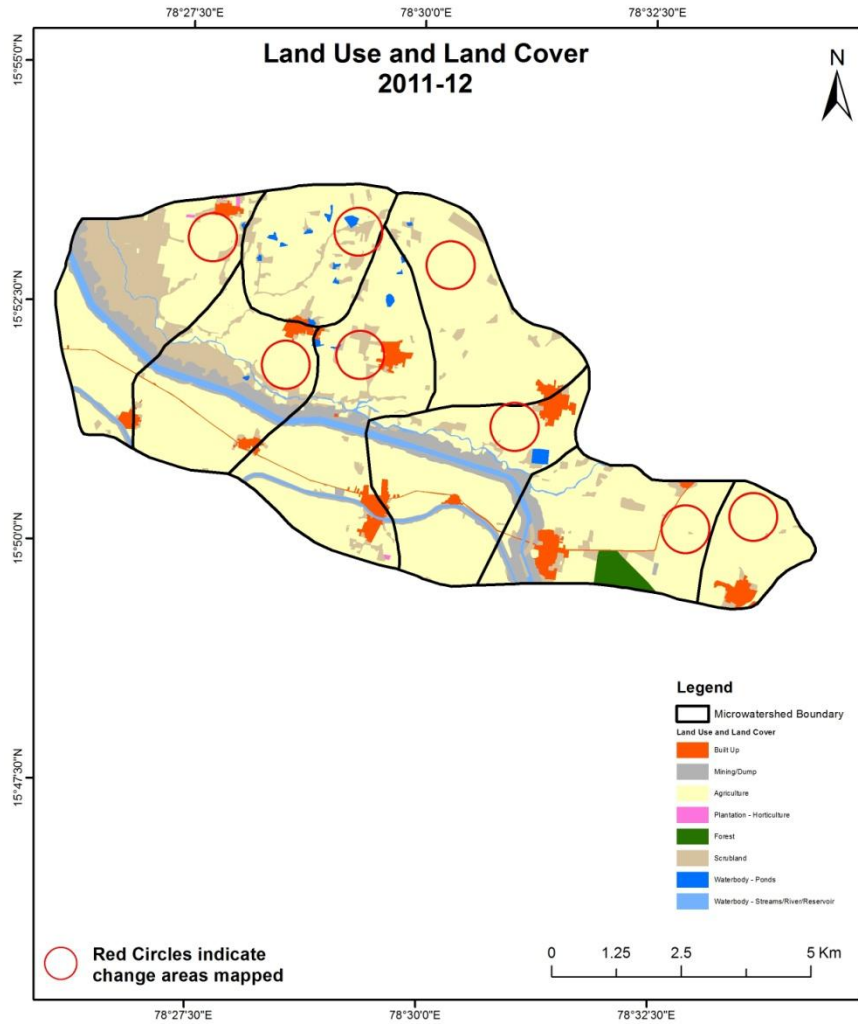 78°27'30"E 78°30'0"E 78°32'30"E
Land Use and Land Cover
2011-12
N
15°55'0"N
15°52'30"N
15°50'0"N
15°47'30"N
Legend
Microwatershed Boundary
Land Use and Land Cover
Built Up
Mining/Dump
Agriculture
Plantation - Horticulture
Forest
Scrubland
Waterbody - Ponds
Waterbody - Streams/River/Reservoir
Red Circles indicate
change areas mapped
0 1.25 2.5 5 Km
78°27'30"E 78°30'0"E 78°32'30"E